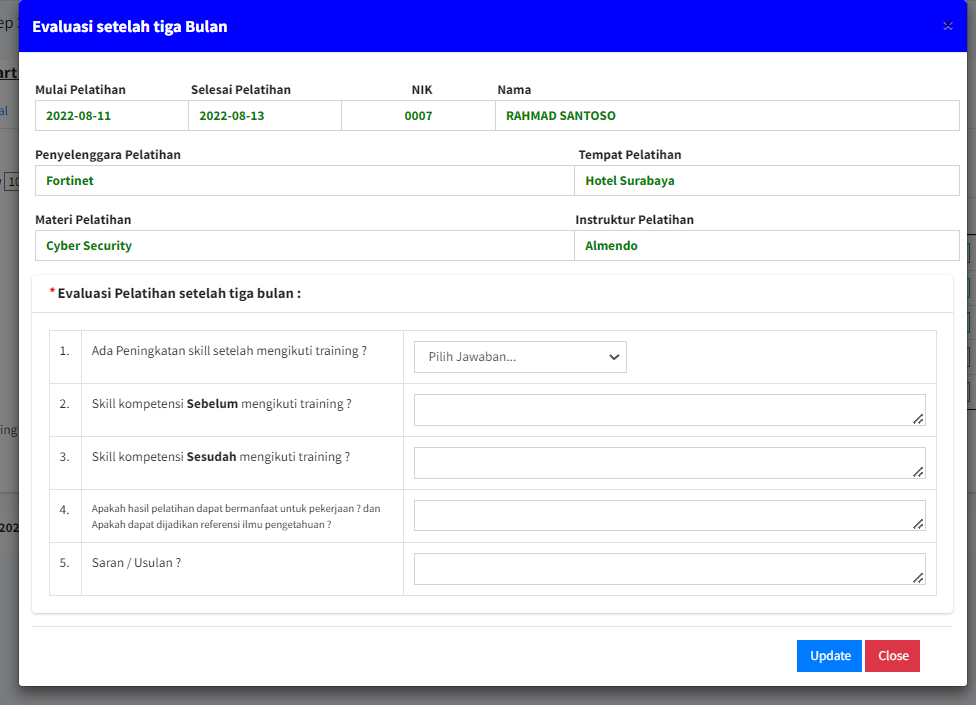 Evaluasi setelah tiga Bulan
Mulai Pelatihan Selesai Pelatihan NIK Nama
2022-08-11 2022-08-13 0007 RAHMAD SANTOSO
Penyelenggara Pelatihan Tempat Pelatihan
Fortinet Hotel Surabaya
Materi Pelatihan Instruktur Pelatihan
Cyber Security Almendo
* Evaluasi Pelatihan setelah tiga bulan :
1. Ada Peningkatan skill setelah mengikuti training ? Pilih Jawaban...
2. Skill kompetensi Sebelum mengikuti training ?
3. Skill kompetensi Sesudah mengikuti training ?
4. Apakah hasil pelatihan dapat bermanfaat untuk pekerjaan ? dan
Apakah dapat dijadikan referensi ilmu pengetahuan ?
5. Saran / Usulan ?
Update Close